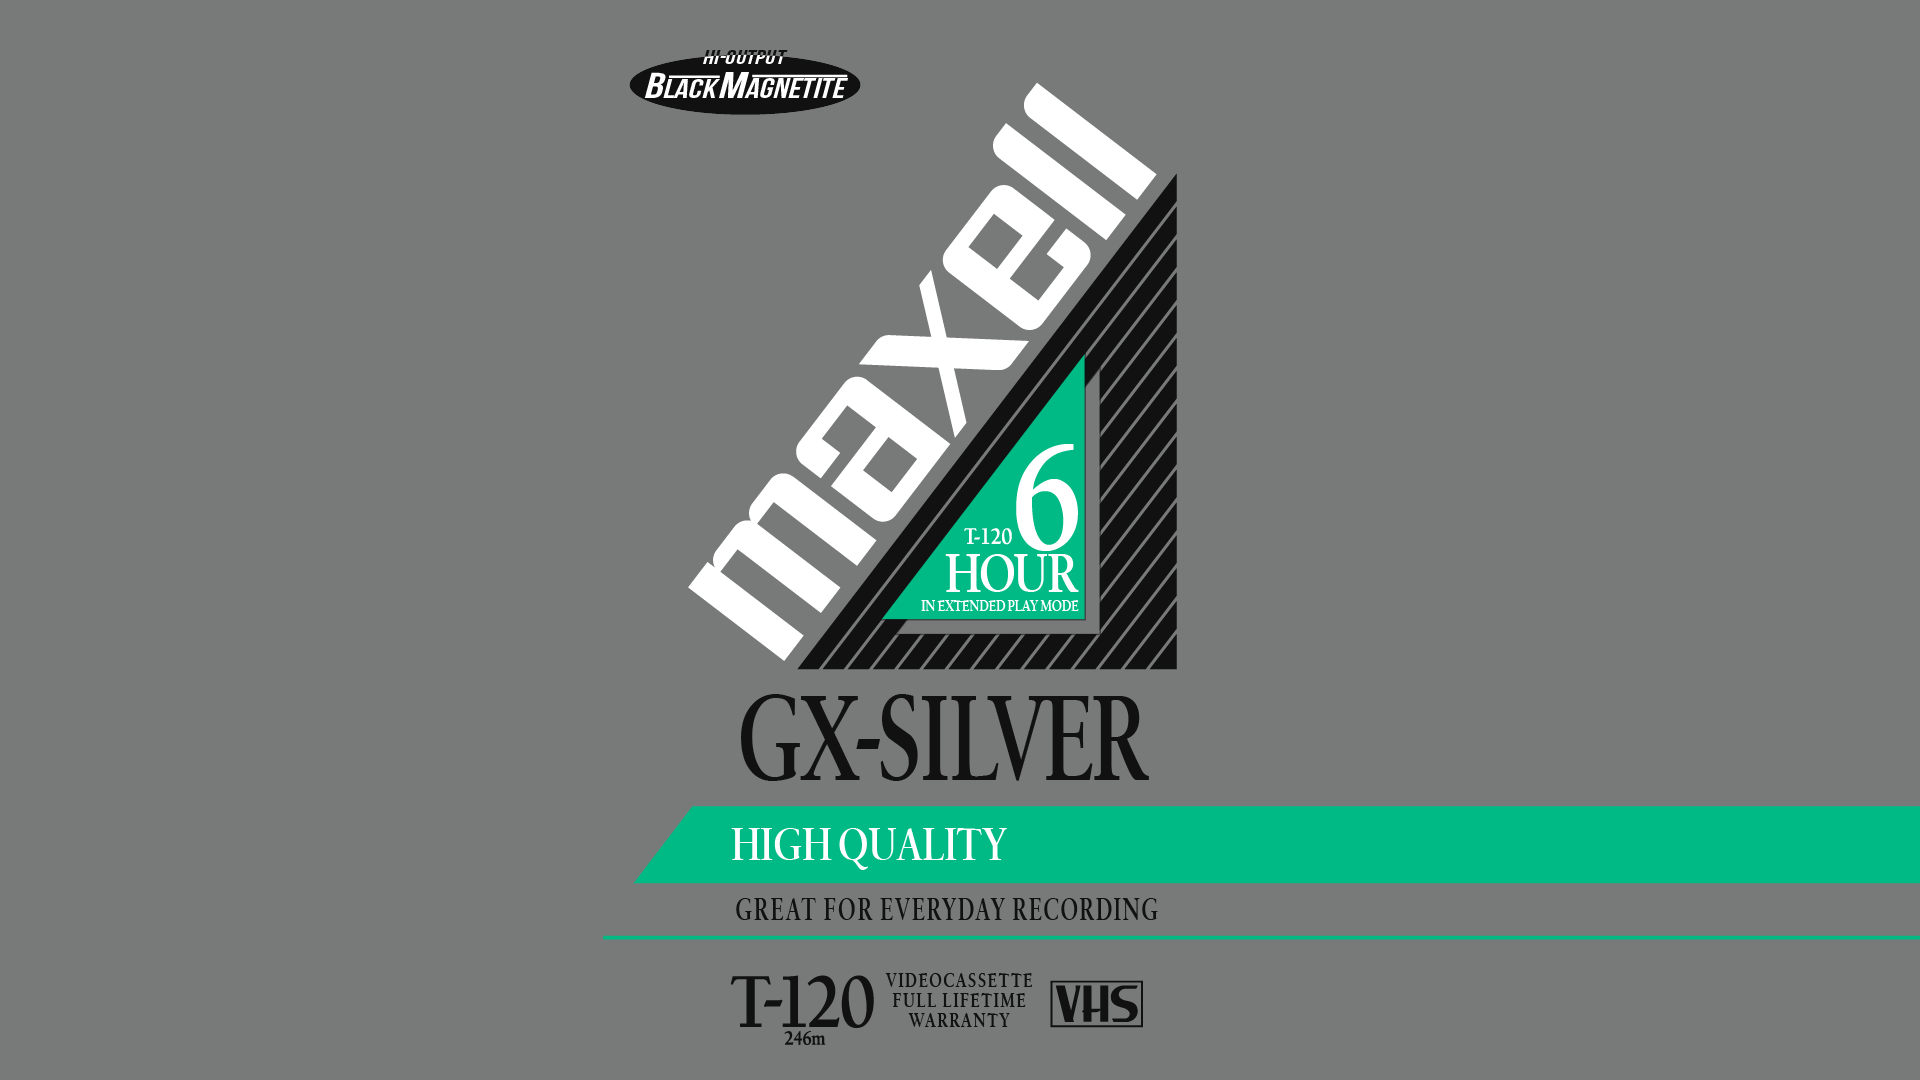 HI-OUTPUT
BLACK MAGNETITE
maxell
6
T-120
HOUR
IN EXTENDED PLAY MODE
GX-SILVER
HIGH QUALITY
GREAT FOR EVERYDAY RECORDING
T-120
246m
VIDEOCASSETTE
FULL LIFETIME
WARRANTY
VHS